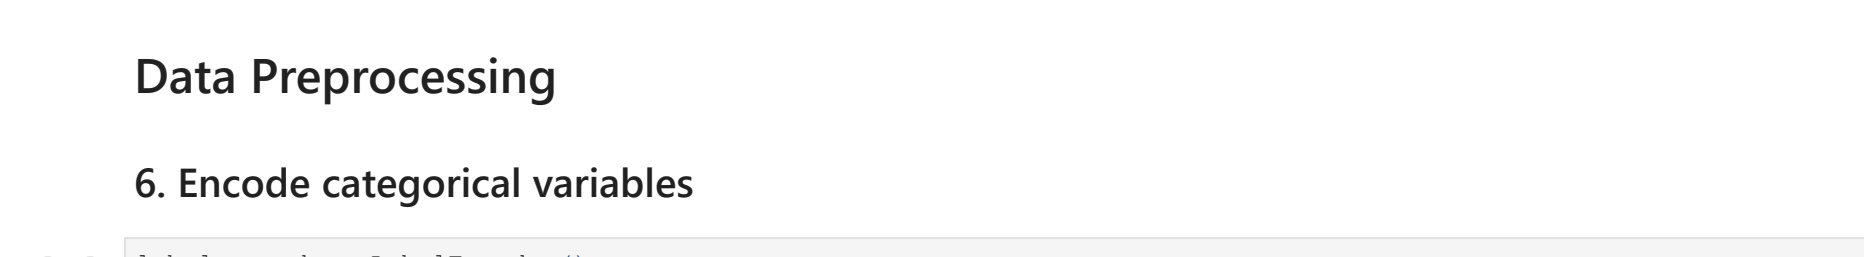 Data Preprocessing
6. Encode categorical variables